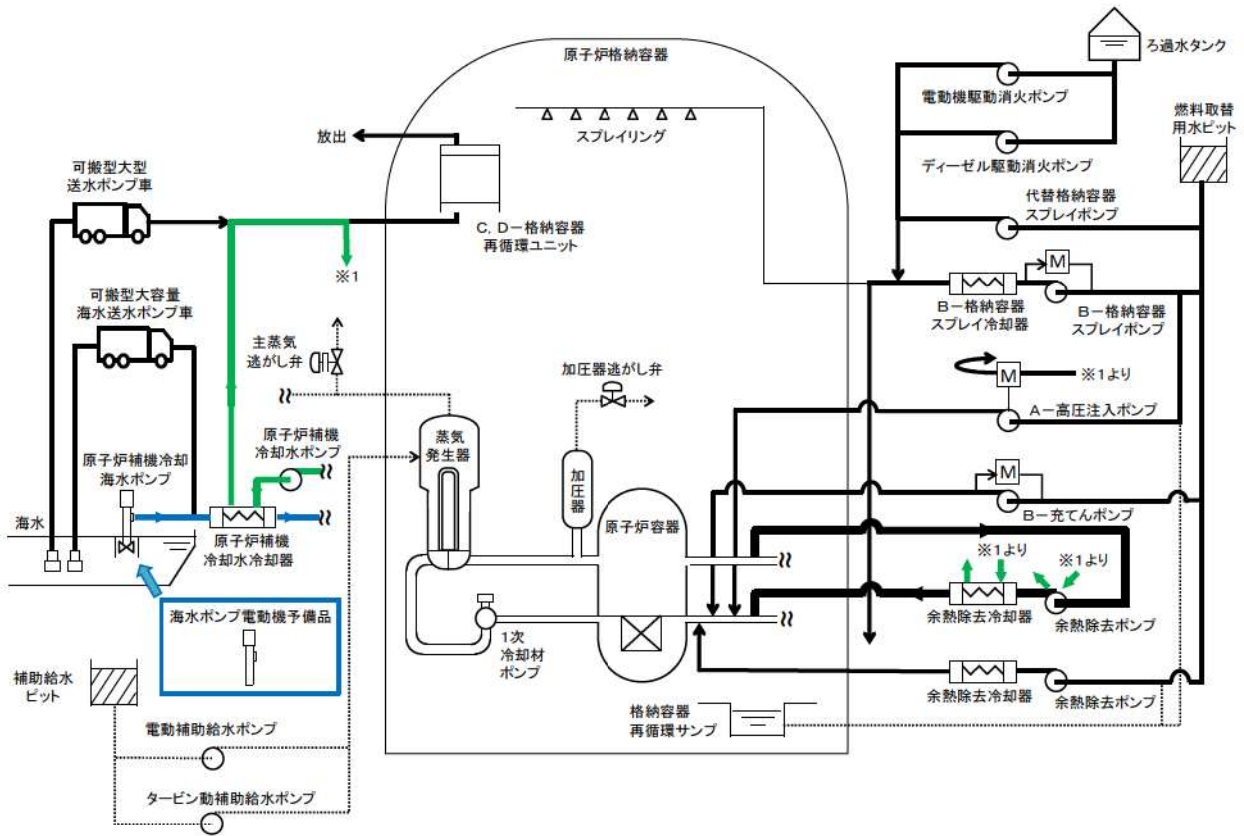 原子炉格納容器
スプレイリング
放出
C, D－格納容器
再循環ユニット
※1
可搬型大型
送水ポンプ車
可搬型大容量
海水送水ポンプ車
主蒸気
逃がし弁
加圧器逃がし弁
原子炉補機
冷却水ポンプ
蒸気
発生器
加
圧
器
原子炉容器
原子炉補機冷却
海水ポンプ
海水
原子炉補機
冷却水冷却器
海水ポンプ電動機予備品
1次
冷却材
ポンプ
補助給水
ピット
電動補助給水ポンプ
タービン動補助給水ポンプ
格納容器
再循環サンプ
ろ過水タンク
電動機駆動消火ポンプ
燃料取替
用水ピット
ディーゼル駆動消火ポンプ
代替格納容器
スプレイポンプ
M
B－格納容器
スプレイ冷却器
B－格納容器
スプレイポンプ
M
※1より
A－高圧注入ポンプ
M
B－充てんポンプ
※1より
※1より
余熱除去冷却器
余熱除去ポンプ
余熱除去冷却器
余熱除去ポンプ